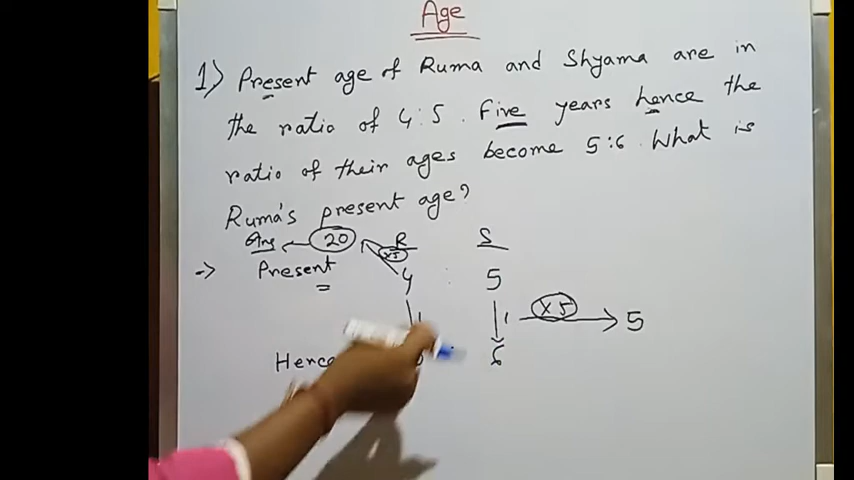 Age
1) Present age of Ruma and Shyama are in
the ratio of 4:5. Five years hence the
ratio of their ages become 5:6. What is
Ruma's present age?
Ans ← 20 R S
x5
→ Present 4 : 5
1 1 x5 → 5
Hence 6